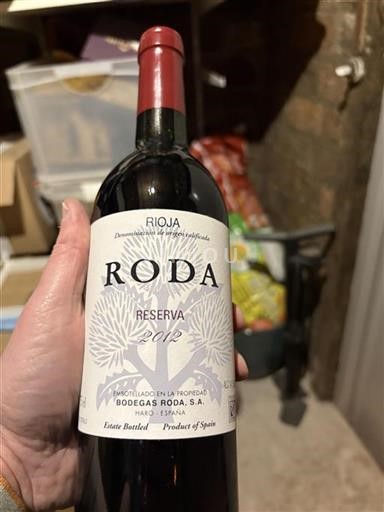 RIOJA
Denominación de origen calificada
RODA
RESERVA
2012
EMBOTELLADO EN LA PROPIEDAD
BODEGAS RODA, S.A.
HARO - ESPAÑA
Estate Bottled Product of Spain